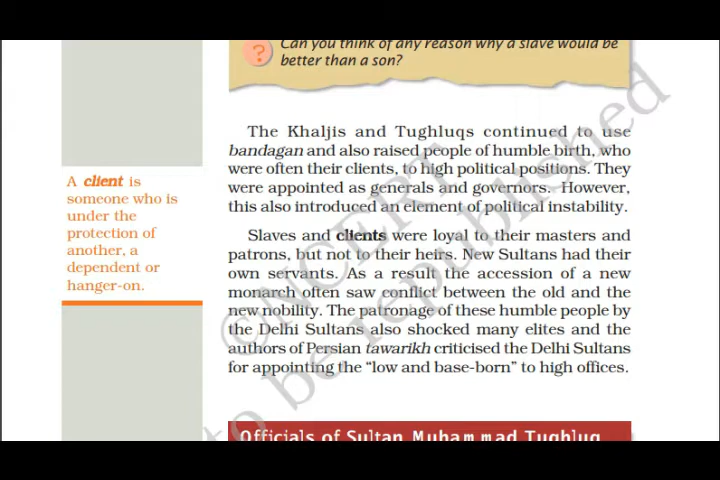 ?
Can you think of any reason why a slave would be
better than a son?
The Khaljis and Tughluqs continued to use
bandagan and also raised people of humble birth, who
were often their clients, to high political positions. They
were appointed as generals and governors. However,
this also introduced an element of political instability.
A client is
someone who is
under the
protection of
another, a
dependent or
hanger-on.
Slaves and clients were loyal to their masters and
patrons, but not to their heirs. New Sultans had their
own servants. As a result the accession of a new
monarch often saw conflict between the old and the
new nobility. The patronage of these humble people by
the Delhi Sultans also shocked many elites and the
authors of Persian tawarikh criticised the Delhi Sultans
for appointing the “low and base-born” to high offices.
Officials of Sultan Muhammad Tughluq
©NCERT
to be republished